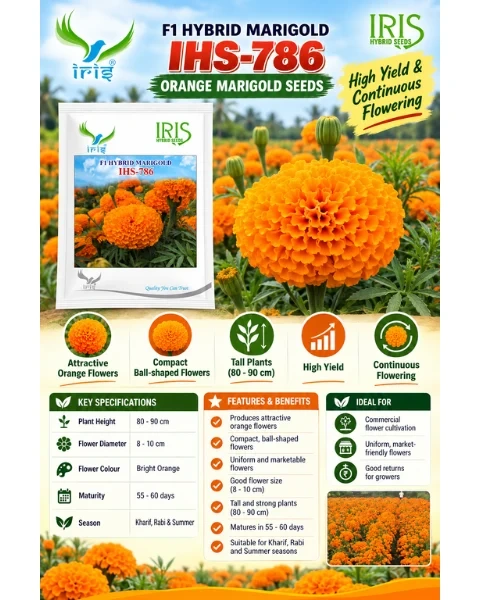 F1 HYBRID MARIGOLD
IHS-786
ORANGE MARIGOLD SEEDS
iris®
IRIS
HYBRID SEEDS
High Yield &
Continuous
Flowering
iris
IRIS
HYBRID SEEDS
F1 HYBRID MARIGOLD
IHS-786
Quality You Can Trust
Attractive
Orange Flowers
Compact
Ball-shaped Flowers
Tall Plants
(80 - 90 cm)
High Yield
Continuous
Flowering
KEY SPECIFICATIONS
Plant Height 80 - 90 cm
Flower Diameter 8 - 10 cm
Flower Colour Bright Orange
Maturity 55 - 60 days
Season Kharif, Rabi & Summer
FEATURES & BENEFITS
Produces attractive
orange flowers
Compact, ball-shaped
flowers
Uniform and marketable
flowers
Good flower size
(8 - 10 cm)
Tall and strong plants
(80 - 90 cm)
Matures in 55 - 60 days
Suitable for Kharif, Rabi
and Summer seasons
IDEAL FOR
Commercial
flower cultivation
Uniform, market-
friendly flowers
Good returns
for growers